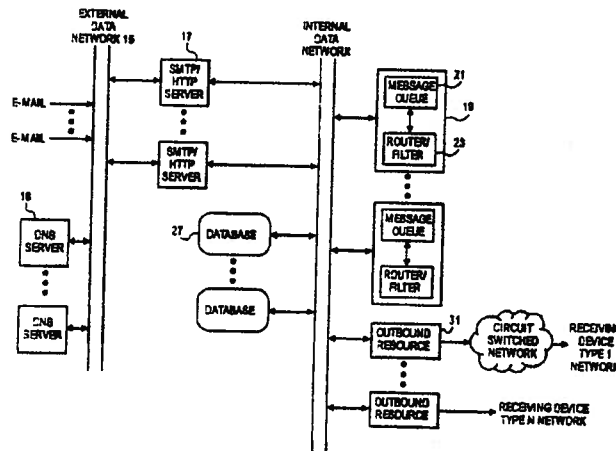 EXTERNAL
DATA
NETWORK 15
17
SMTP/
HTTP
SERVER
INTERNAL
DATA
NETWORK
21
MESSAGE
QUEUE
19
ROUTER/
FILTER
23
E-MAIL
E-MAIL
SMTP/
HTTP
SERVER
18
DNS
SERVER
27
DATABASE
MESSAGE
QUEUE
ROUTER/
FILTER
DNS
SERVER
DATABASE
31
OUTBOUND
RESOURCE
CIRCUIT
SWITCHED
NETWORK
RECEIVING
DEVICE
TYPE 1
NETWORK
OUTBOUND
RESOURCE
RECEIVING DEVICE
TYPE N NETWORK